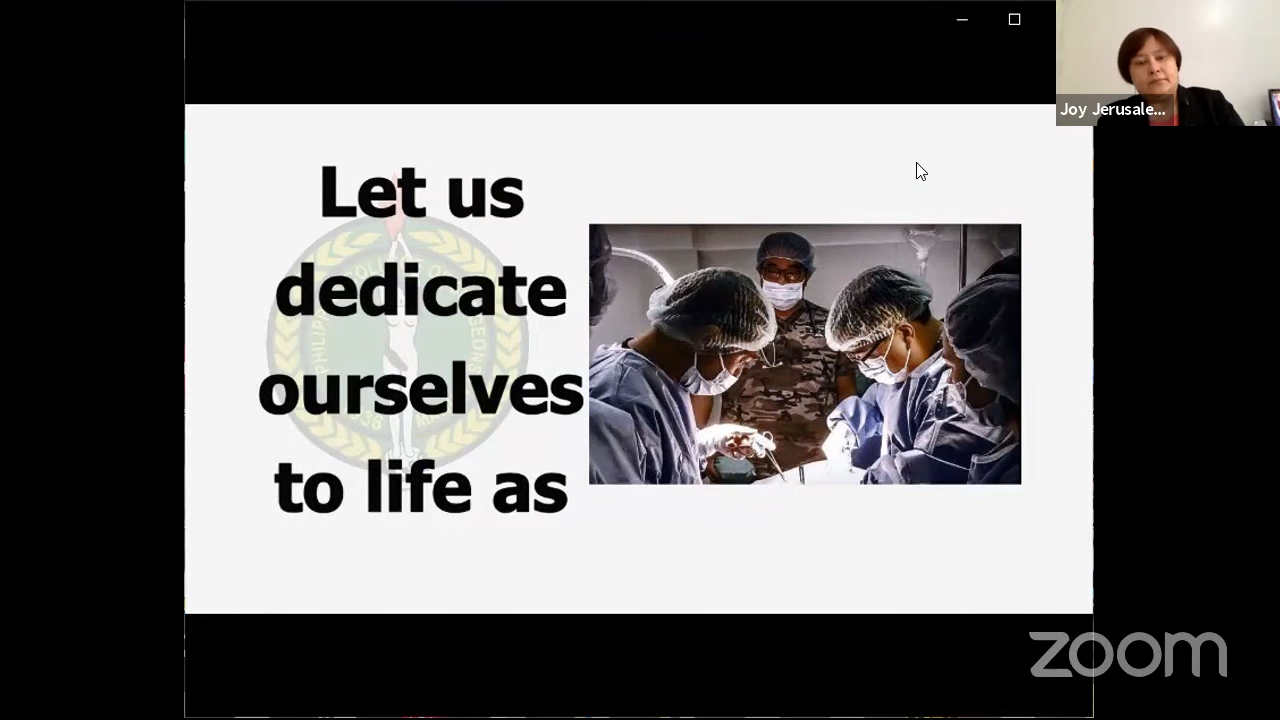 Joy Jerusale...
Let us
dedicate
ourselves
to life as
zoom